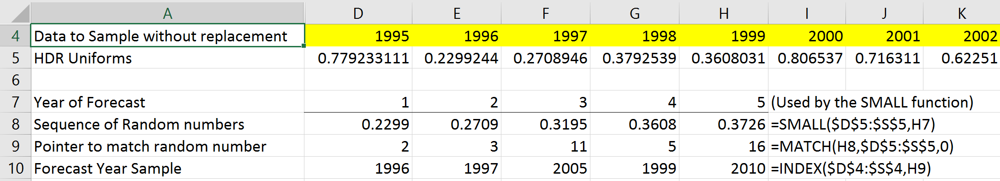 A D E F G H I J K
4 Data to Sample without replacement 1995 1996 1997 1998 1999 2000 2001 2002
5 HDR Uniforms 0.779233111 0.2299244 0.2708946 0.3792539 0.3608031 0.806537 0.716311 0.62251
6
7 Year of Forecast 1 2 3 4 5 (Used by the SMALL function)
8 Sequence of Random numbers 0.2299 0.2709 0.3195 0.3608 0.3726 =SMALL($D$5:$S$5,H7)
9 Pointer to match random number 2 3 11 5 16 =MATCH(H8,$D$5:$S$5,0)
10 Forecast Year Sample 1996 1997 2005 1999 2010 =INDEX($D$4:$S$4,H9)